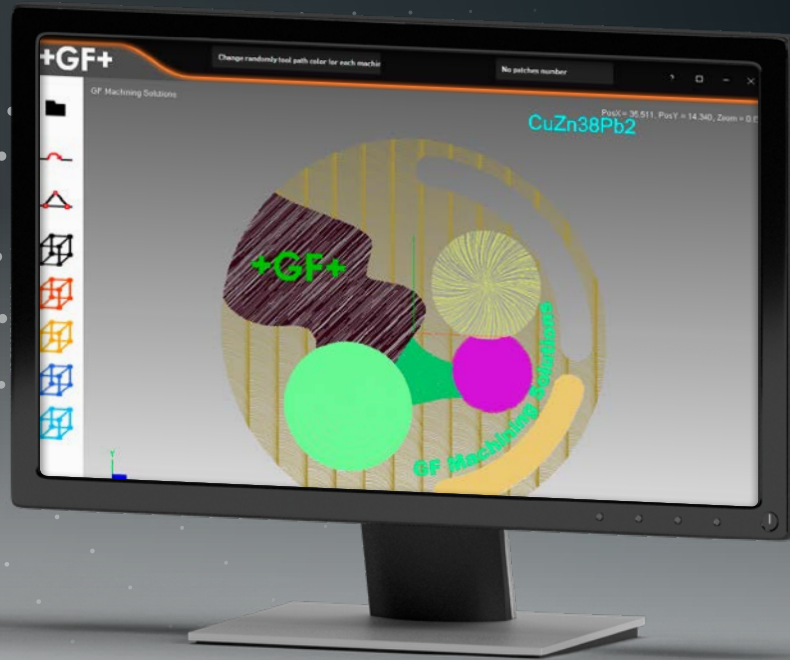 +GF+
Change randomly tool path color for each machin
No patches number
GF Machining Solutions
PosX = 35.511, PosY = 14.340, Zoom = 0.
CuZn38Pb2
+GF+
GF Machining Solutions
Y